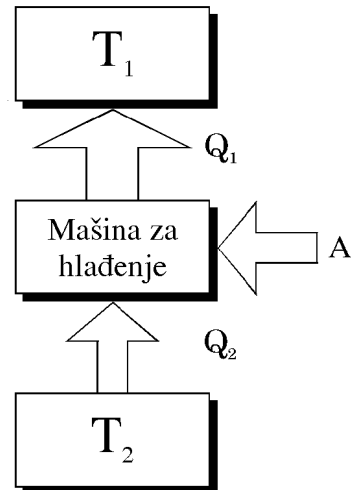 T₁
Q₁
Mašina za
hlađenje
A
Q₂
T₂